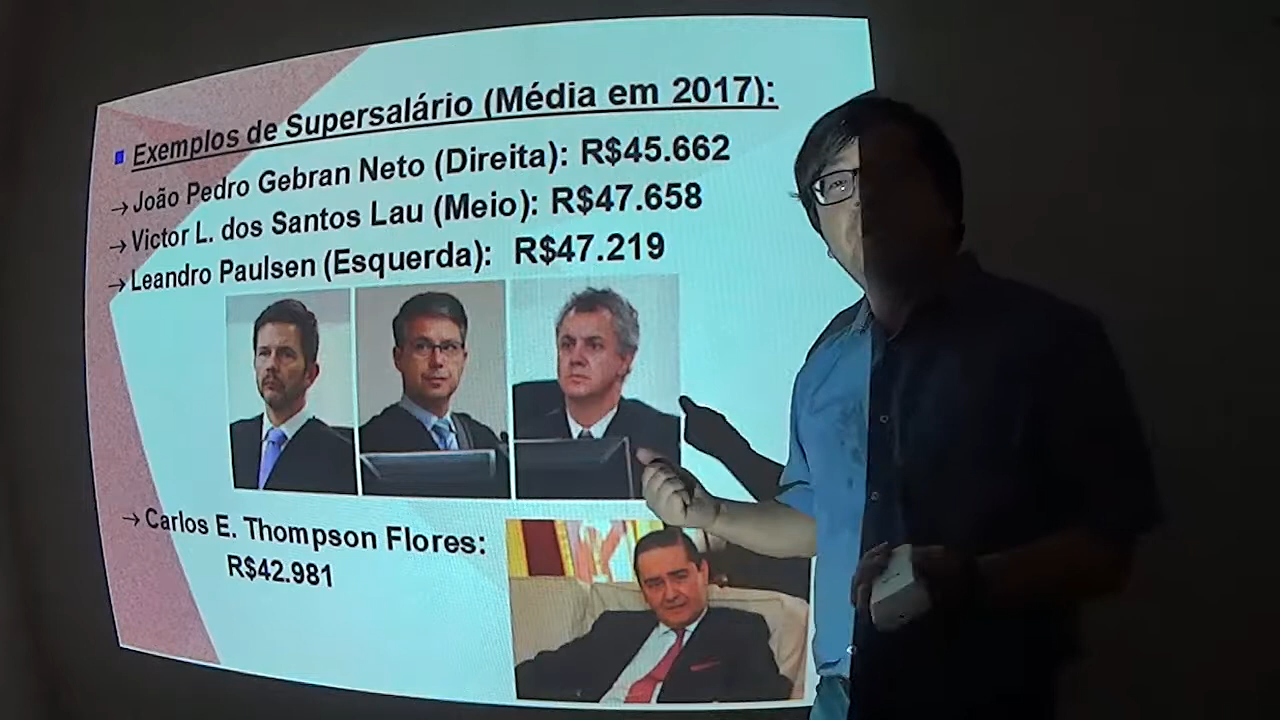 Exemplos de Supersalário (Média em 2017):
→João Pedro Gebran Neto (Direita): R$45.662
→Victor L. dos Santos Lau (Meio): R$47.658
→Leandro Paulsen (Esquerda): R$47.219
→Carlos E. Thompson Flores:
R$42.981